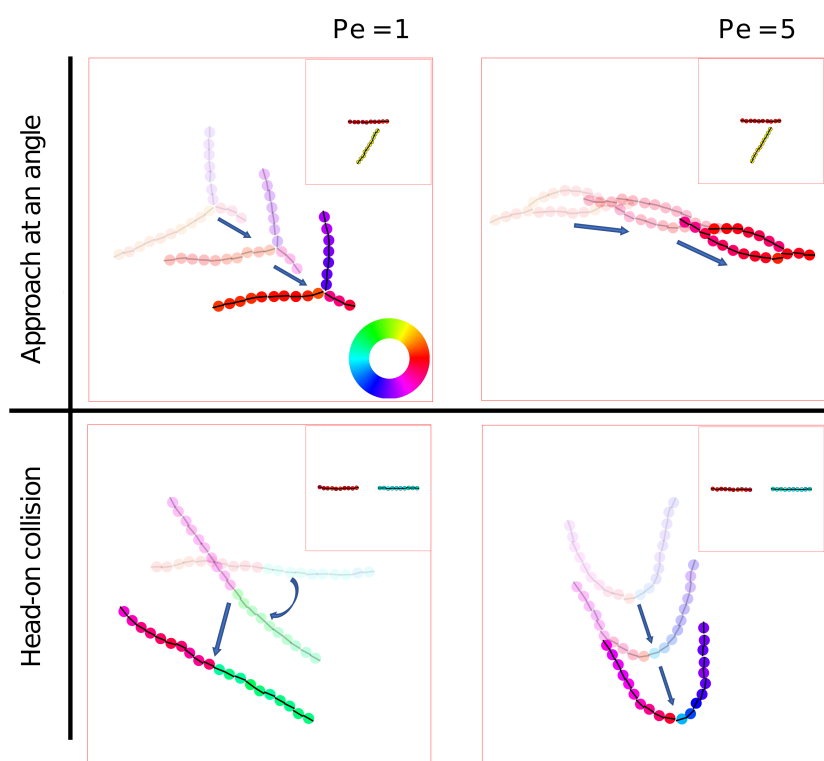 Pe = 1
Pe = 5
Approach at an angle
Head-on collision